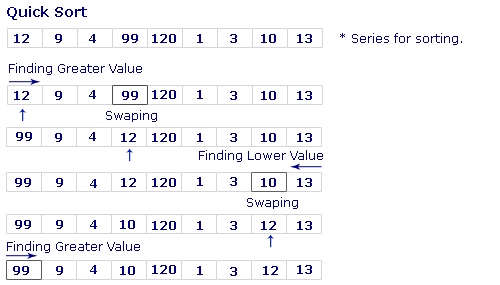 Quick Sort
12 9 4 99 120 1 3 10 13 * Series for sorting.
Finding Greater Value
12 9 4 99 120 1 3 10 13
Swaping
99 9 4 12 120 1 3 10 13
Finding Lower Value
99 9 4 12 120 1 3 10 13
Swaping
99 9 4 10 120 1 3 12 13
Finding Greater Value
99 9 4 10 120 1 3 12 13